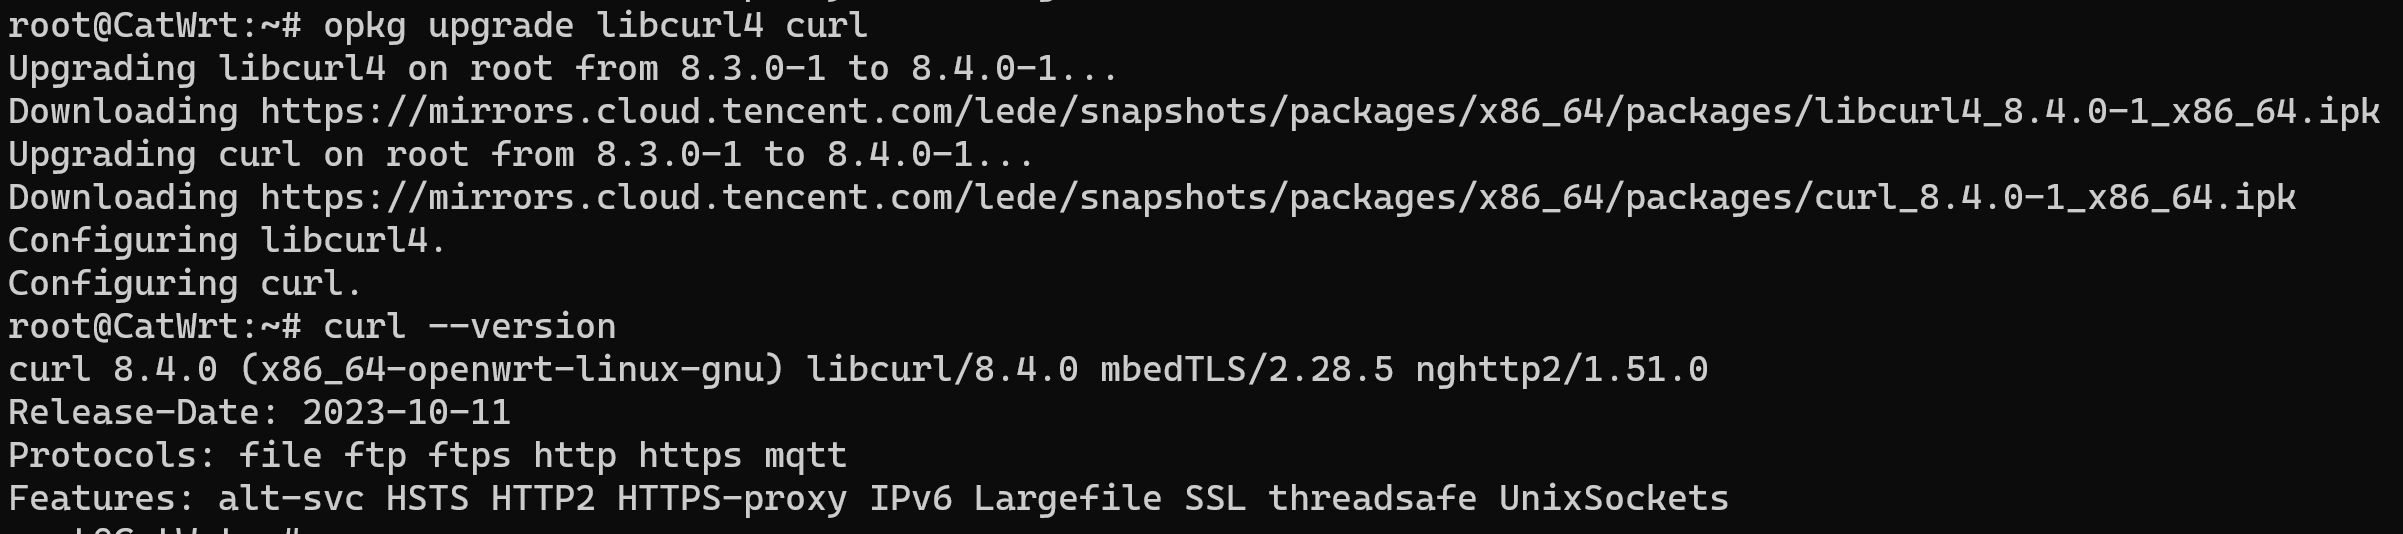 root@CatWrt:~# opkg upgrade libcurl4 curl
Upgrading libcurl4 on root from 8.3.0-1 to 8.4.0-1...
Downloading https://mirrors.cloud.tencent.com/lede/snapshots/packages/x86_64/packages/libcurl4_8.4.0-1_x86_64.ipk
Upgrading curl on root from 8.3.0-1 to 8.4.0-1...
Downloading https://mirrors.cloud.tencent.com/lede/snapshots/packages/x86_64/packages/curl_8.4.0-1_x86_64.ipk
Configuring libcurl4.
Configuring curl.
root@CatWrt:~# curl --version
curl 8.4.0 (x86_64-openwrt-linux-gnu) libcurl/8.4.0 mbedTLS/2.28.5 nghttp2/1.51.0
Release-Date: 2023-10-11
Protocols: file ftp ftps http https mqtt
Features: alt-svc HSTS HTTP2 HTTPS-proxy IPv6 Largefile SSL threadsafe UnixSockets